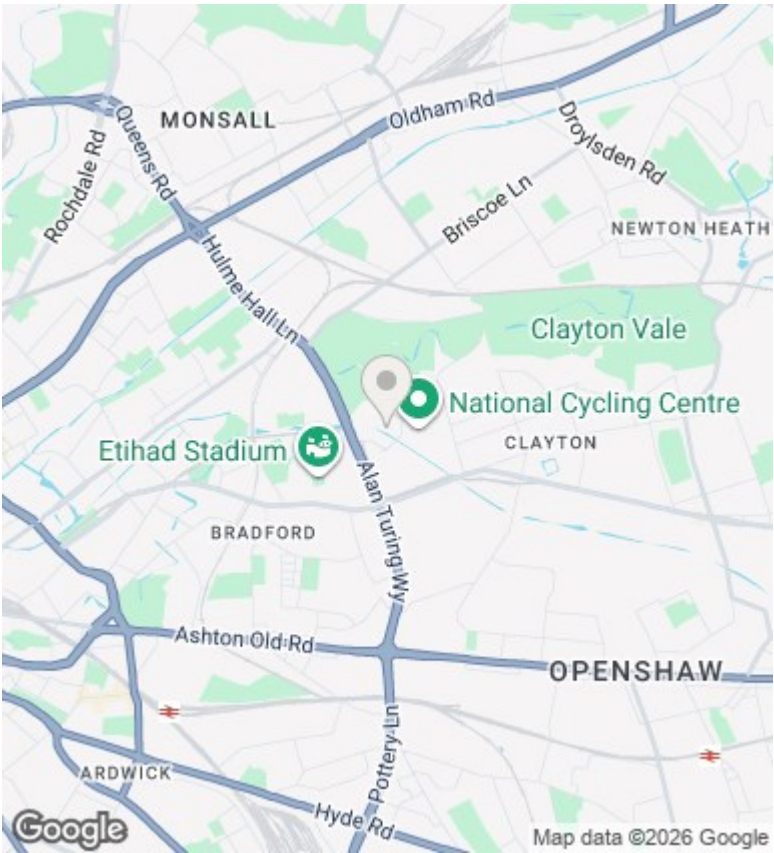 MONSALL
Oldham Rd
Queens Rd
Rochdale Rd
Droylsden Rd
Briscoe Ln
NEWTON HEATH
Hulme Hall Ln
Clayton Vale
National Cycling Centre
Etihad Stadium
CLAYTON
Alan Turing Wy
BRADFORD
Ashton Old Rd
OPENSHAW
Pottery Ln
ARDWICK
Hyde Rd
Google
Map data ©2026 Google